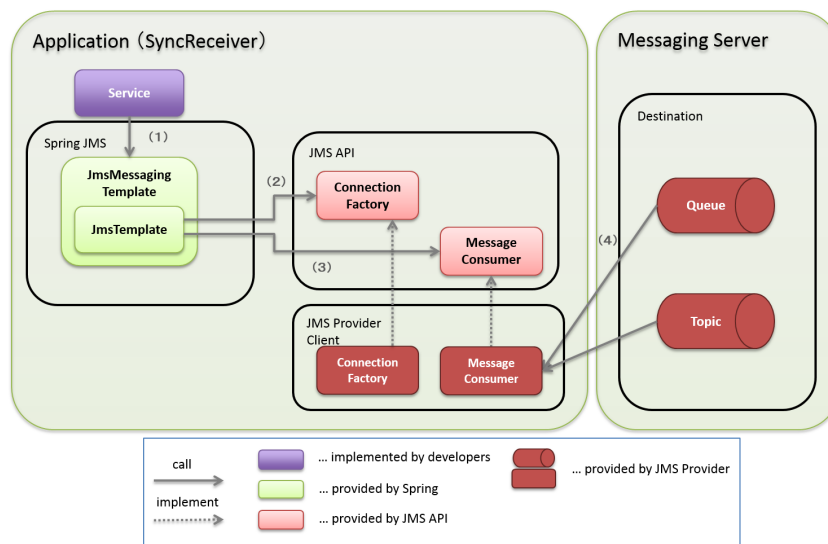 Application （SyncReceiver）
Messaging Server
Service
(1)
Spring JMS
JmsMessaging
Template
JmsTemplate
(2)
(3)
JMS API
Connection
Factory
Message
Consumer
JMS Provider
Client
Connection
Factory
Message
Consumer
Destination
Queue
(4)
Topic
call
implement
... implemented by developers
... provided by Spring
... provided by JMS API
... provided by JMS Provider